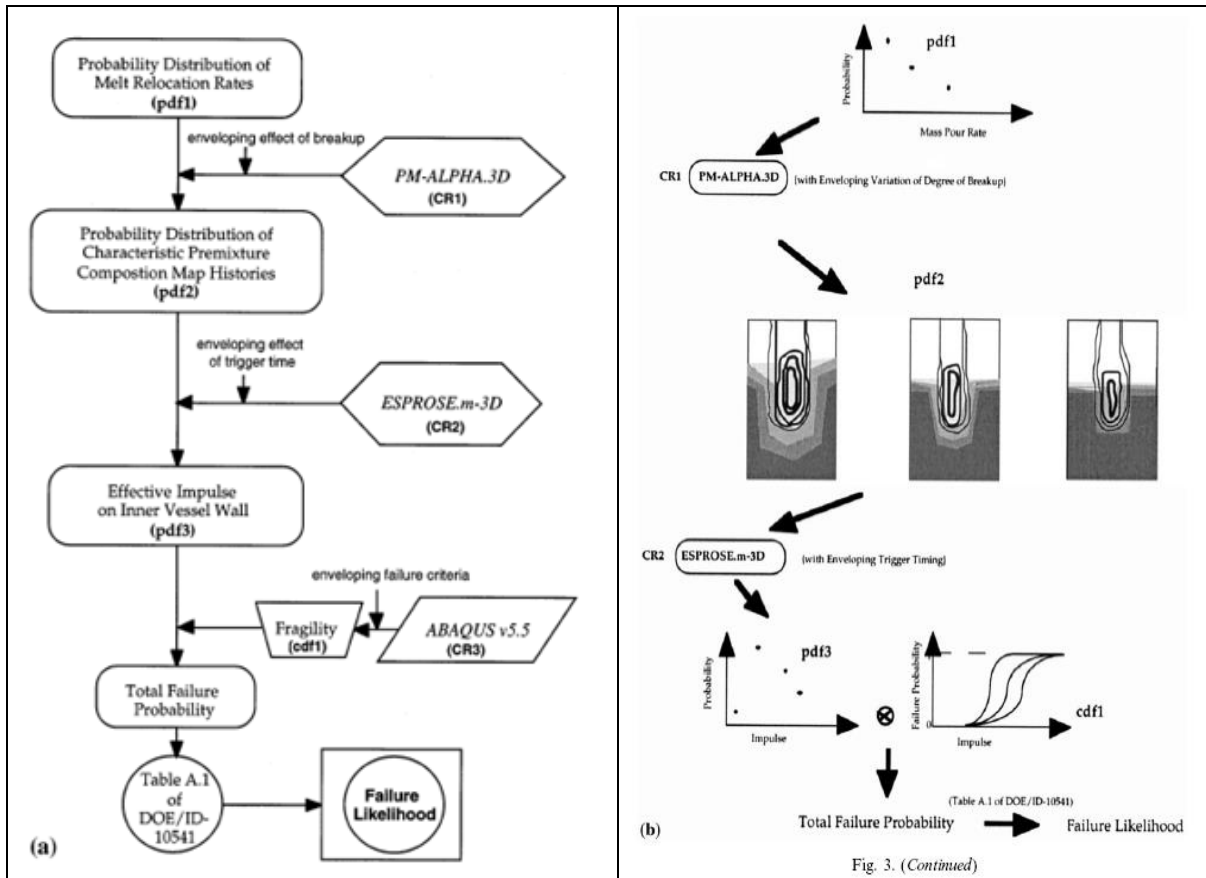 Probability Distribution of
Melt Relocation Rates
(pdf1)
enveloping effect of breakup
PM-ALPHA.3D
(CR1)
Probability Distribution of
Characteristic Premixture
Compostion Map Histories
(pdf2)
enveloping effect
of trigger time
ESPROSE.m-3D
(CR2)
Effective Impulse
on Inner Vessel Wall
(pdf3)
enveloping failure criteria
Fragility
(cdf1)
ABAQUS v5.5
(CR3)
Total Failure
Probability
Table A.1
of
DOE/ID-
10541
Failure
Likelihood
(a)
(b)
pdf1
Probability
Mass Pour Rate
CR1
PM-ALPHA.3D
(with Enveloping Variation of Degree of Breakup)
pdf2
CR2
ESPROSE.m-3D
(with Enveloping Trigger Timing)
pdf3
Probability
Impulse
Failure Probability
0
Impulse
cdf1
(Table A.1 of DOE/ID-10541)
Total Failure Probability
Failure Likelihood
Fig. 3. (Continued)